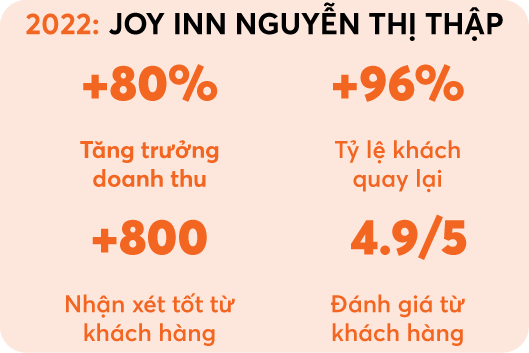 2022: JOY INN NGUYỄN THỊ THẬP
+80%
+96%
Tăng trưởng
doanh thu
Tỷ lệ khách
quay lại
+800
4.9/5
Nhận xét tốt từ
khách hàng
Đánh giá từ
khách hàng